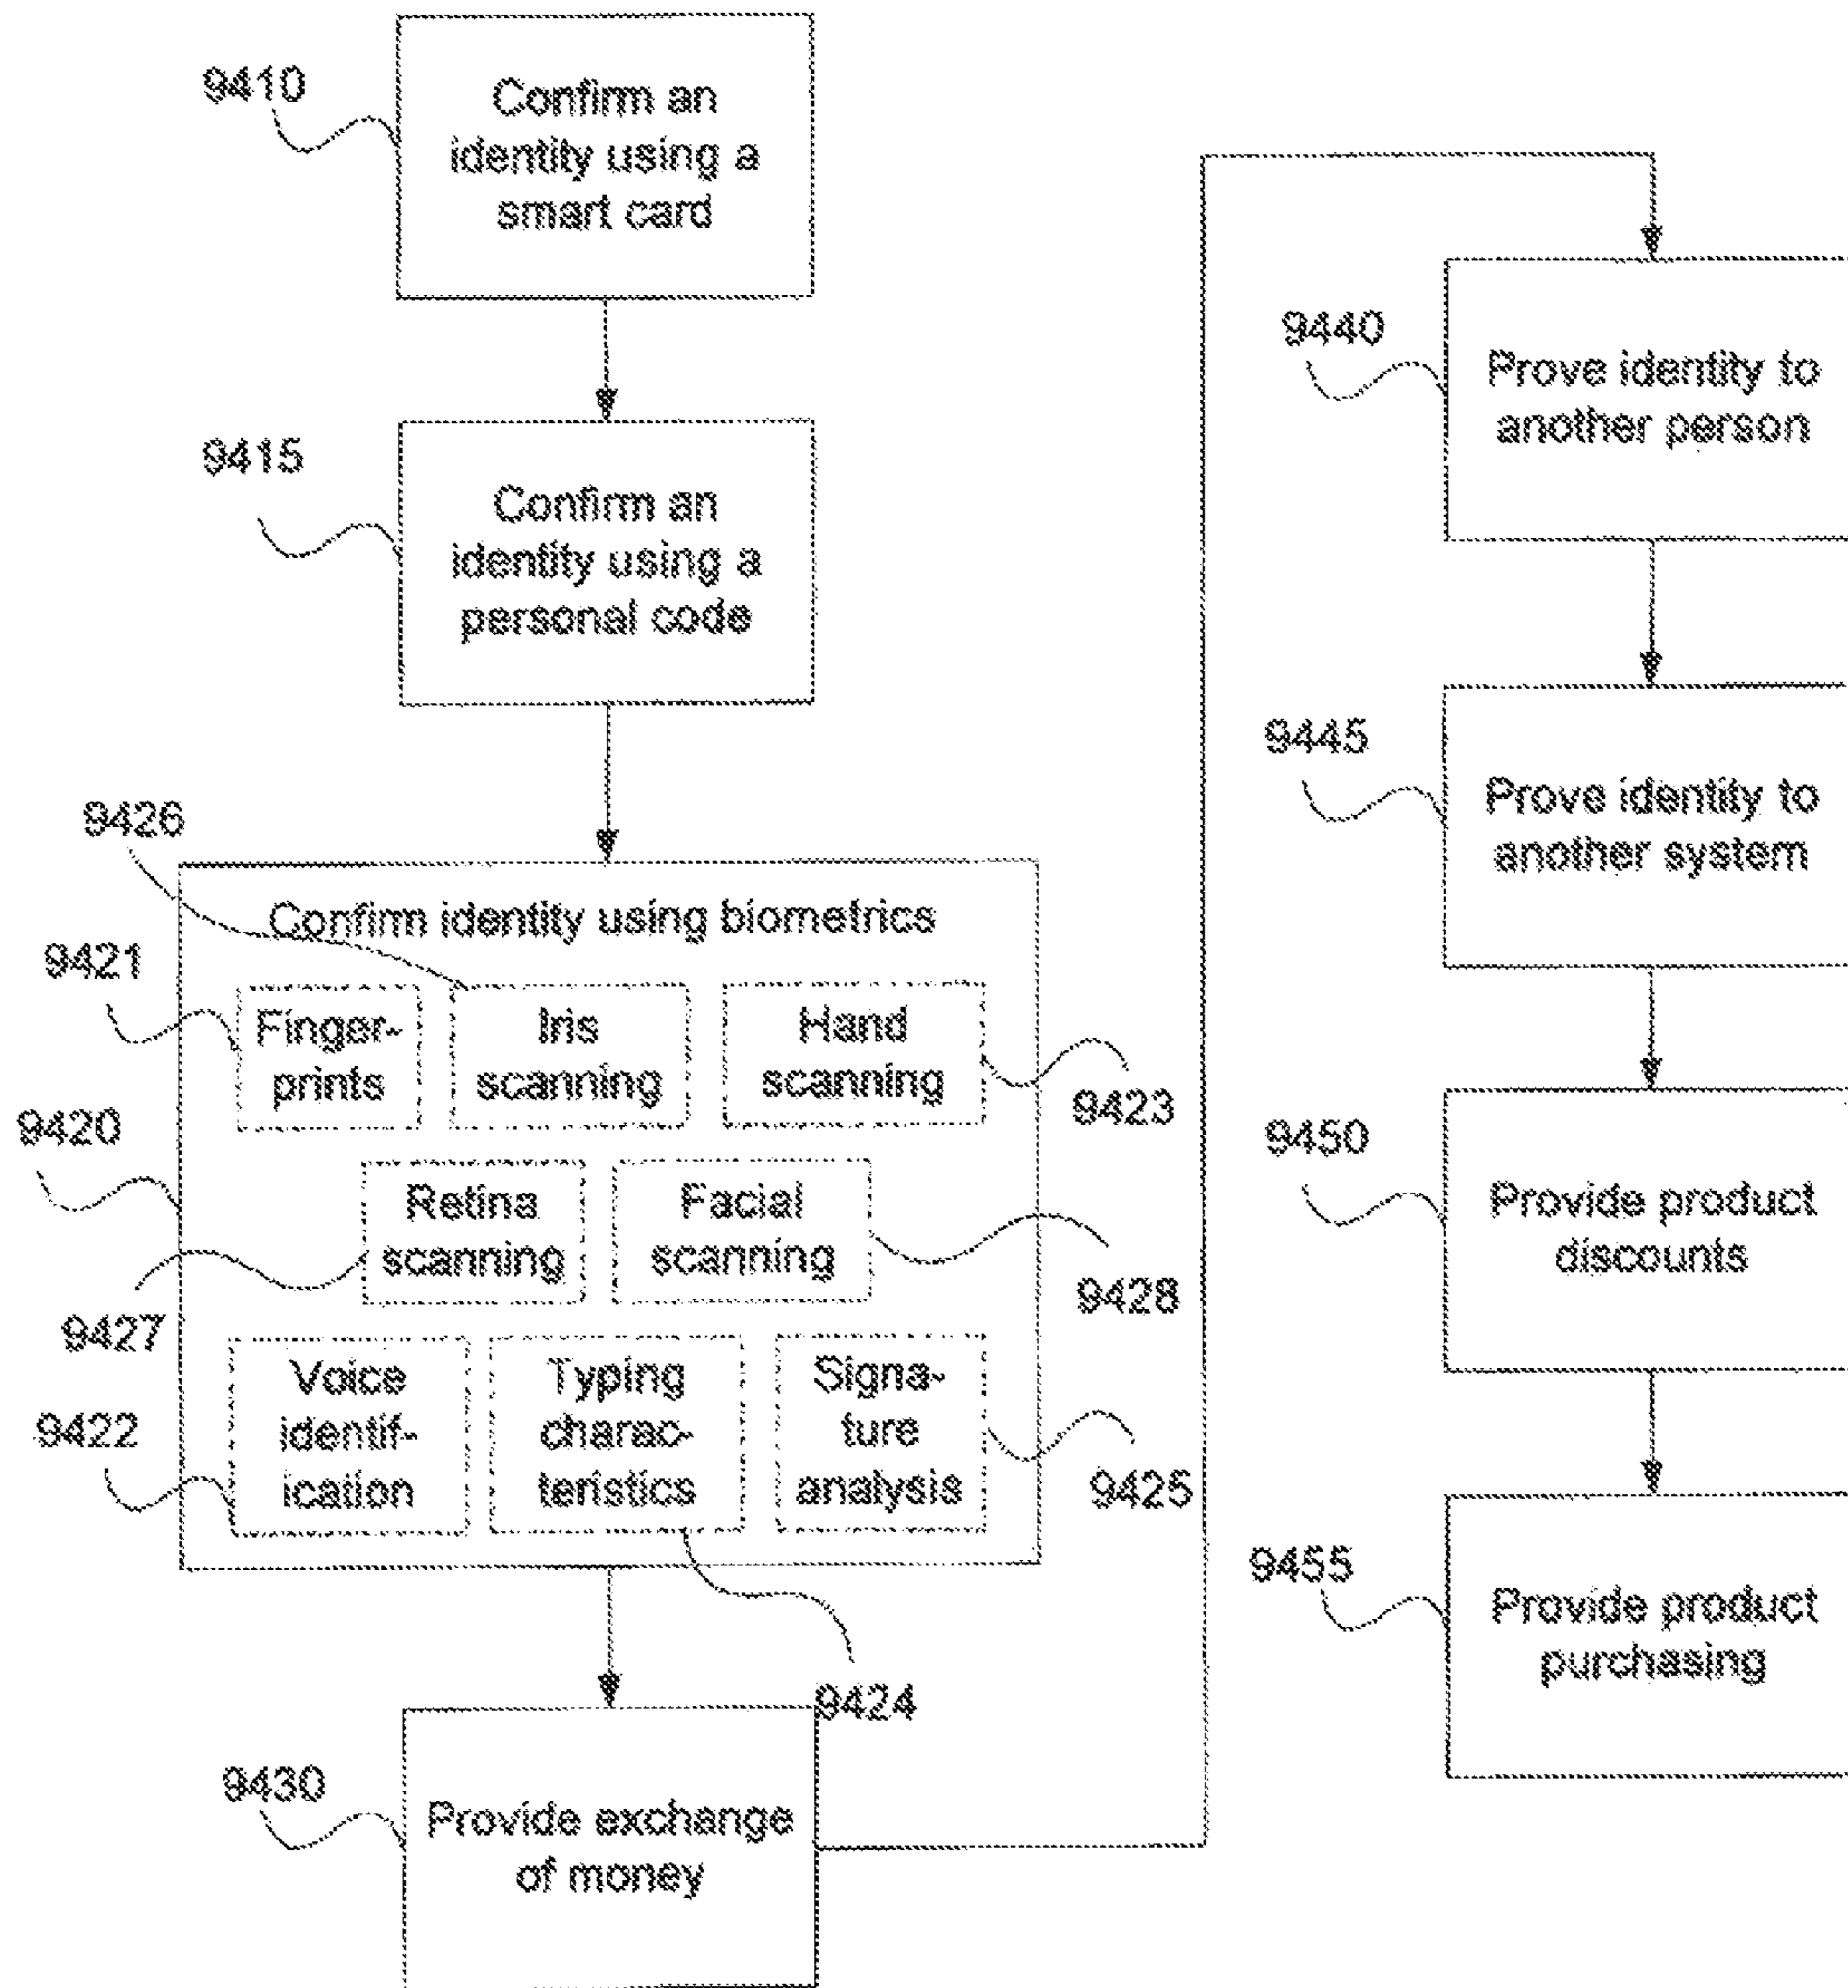 9410
Confirm an
identity using a
smart card
9415
Confirm an
identity using a
personal code
9426
Confirm identity using biometrics
9421
Finger-
prints
Iris
scanning
Hand
scanning
9423
9420
Retina
scanning
Facial
scanning
9428
9427
Voice
identif-
ication
Typing
charac-
teristics
Signa-
ture
analysis
9422
9425
9424
9430
Provide exchange
of money
9440
Prove identity to
another person
9445
Prove identity to
another system
9450
Provide product
discounts
9455
Provide product
purchasing